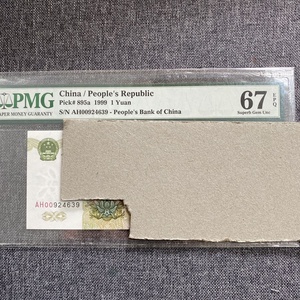 PMG
PAPER MONEY GUARANTY
China / People's Republic
Pick# 895a 1999 1 Yuan
S/N AH00924639 - People's Bank of China
67 EPQ
Superb Gem Unc
AH00924639